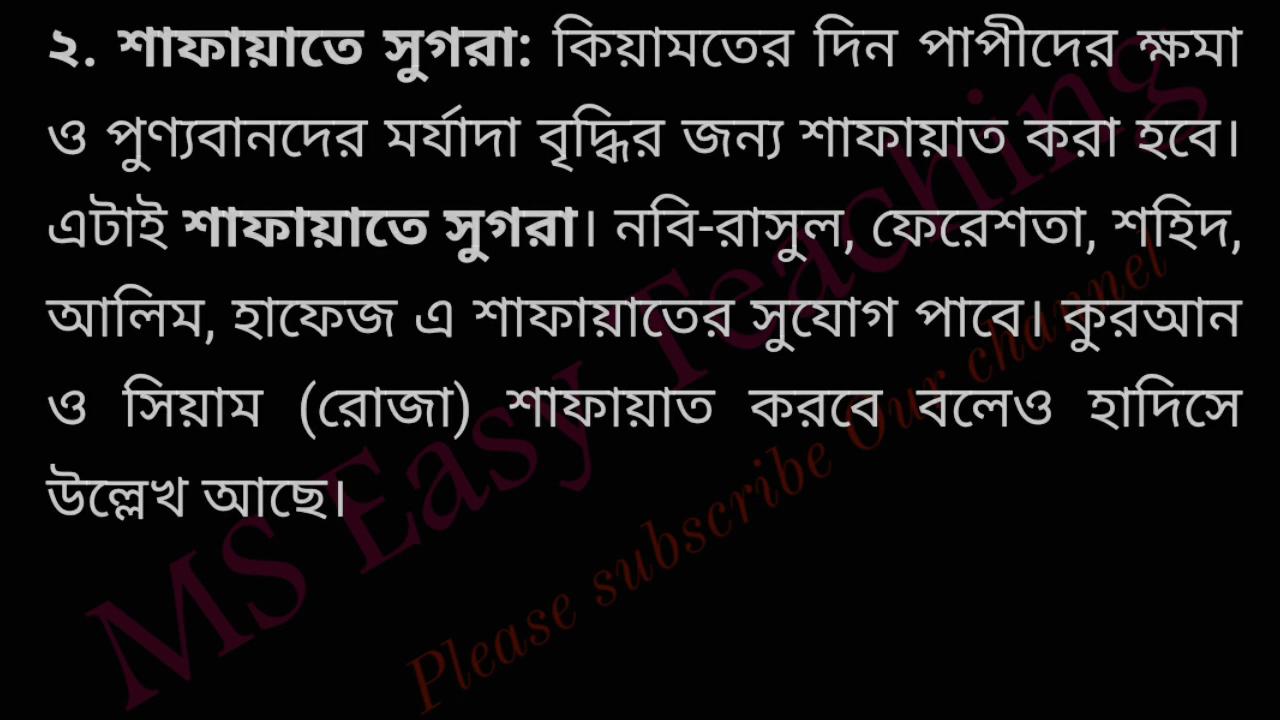 ২. শাফায়াতে সুগরা: কিয়ামতের দিন পাপীদের ক্ষমা
ও পুণ্যবানদের মর্যাদা বৃদ্ধির জন্য শাফায়াত করা হবে।
এটাই শাফায়াতে সুগরা। নবি-রাসুল, ফেরেশতা, শহিদ,
আলিম, হাফেজ এ শাফায়াতের সুযোগ পাবে। কুরআন
ও সিয়াম (রোজা) শাফায়াত করবে বলেও হাদিসে
উল্লেখ আছে।
MS Easy Teaching
Please subscribe Our channel